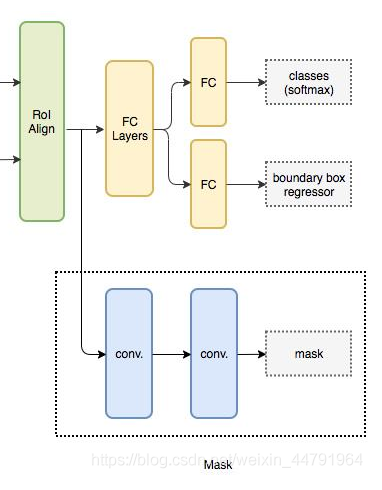 RoI
Align
FC
Layers
FC
classes
(softmax)
FC
boundary box
regressor
conv.
conv.
mask
https://blog.csdn.net/weixin_44791964
Mask